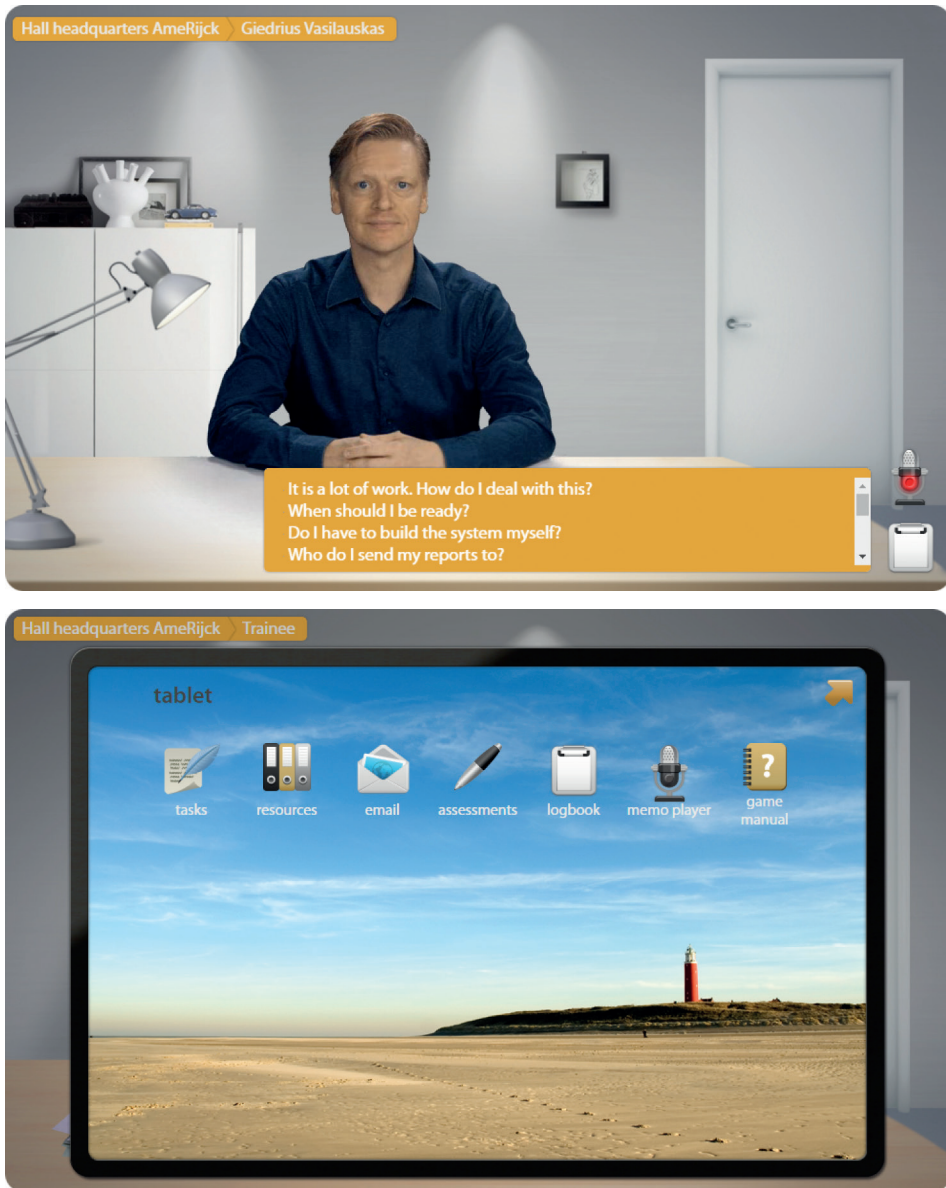 Hall headquarters AmeRijck Giedrius Vasilauskas
It is a lot of work. How do I deal with this?
When should I be ready?
Do I have to build the system myself?
Who do I send my reports to?
Hall headquarters AmeRijck Trainee
tablet
tasks resources email assessments logbook memo player game
manual
?